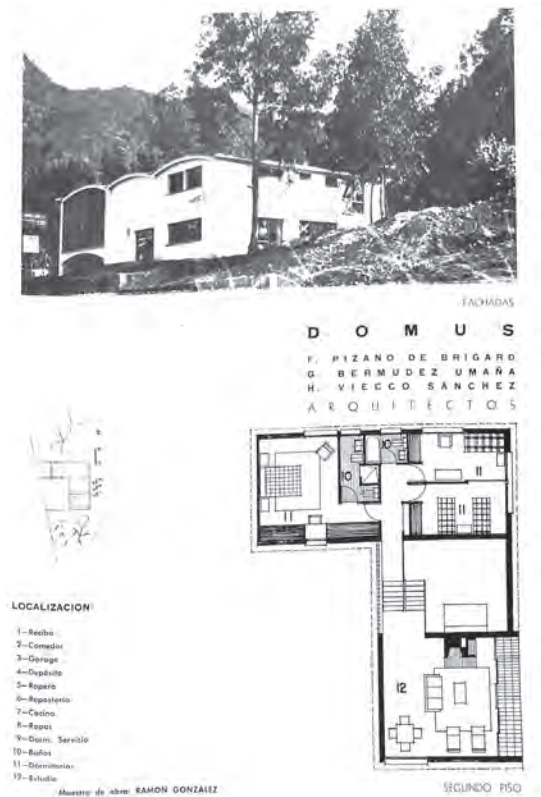 FACHADAS
DOMUS
F. PIZANO DE BRIGARD
G. BERMUDEZ UMAÑA
H. VIECCO SÁNCHEZ
ARQUITECTOS
10
10
11
11
11
12
LOCALIZACION:
1—Recibo
2—Comedor
3—Garage
4—Depósito
5—Ropero
6—Repostería
7—Cocina
8—Ropas
9—Dorm. Servicio
10—Baños
11—Dormitorios
12—Estudio
Maestro de obra: RAMON GONZALEZ
SEGUNDO PISO